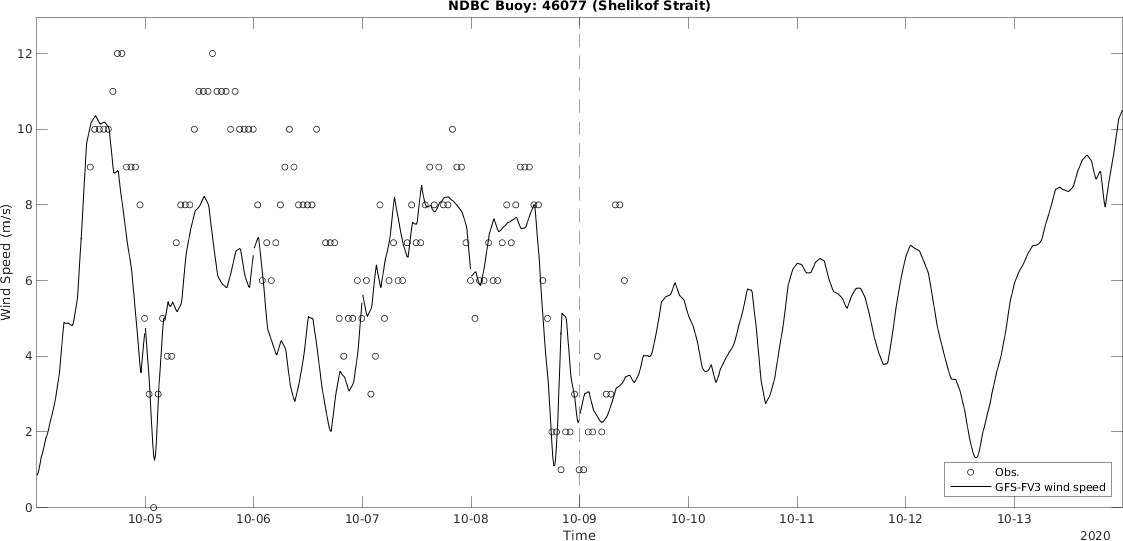 NDBC Buoy: 46077 (Shelikof Strait)
Wind Speed (m/s)
12
10
8
6
4
2
0
10-05 10-06 10-07 10-08 10-09 10-10 10-11 10-12 10-13
Time
2020
Obs.
GFS-FV3 wind speed